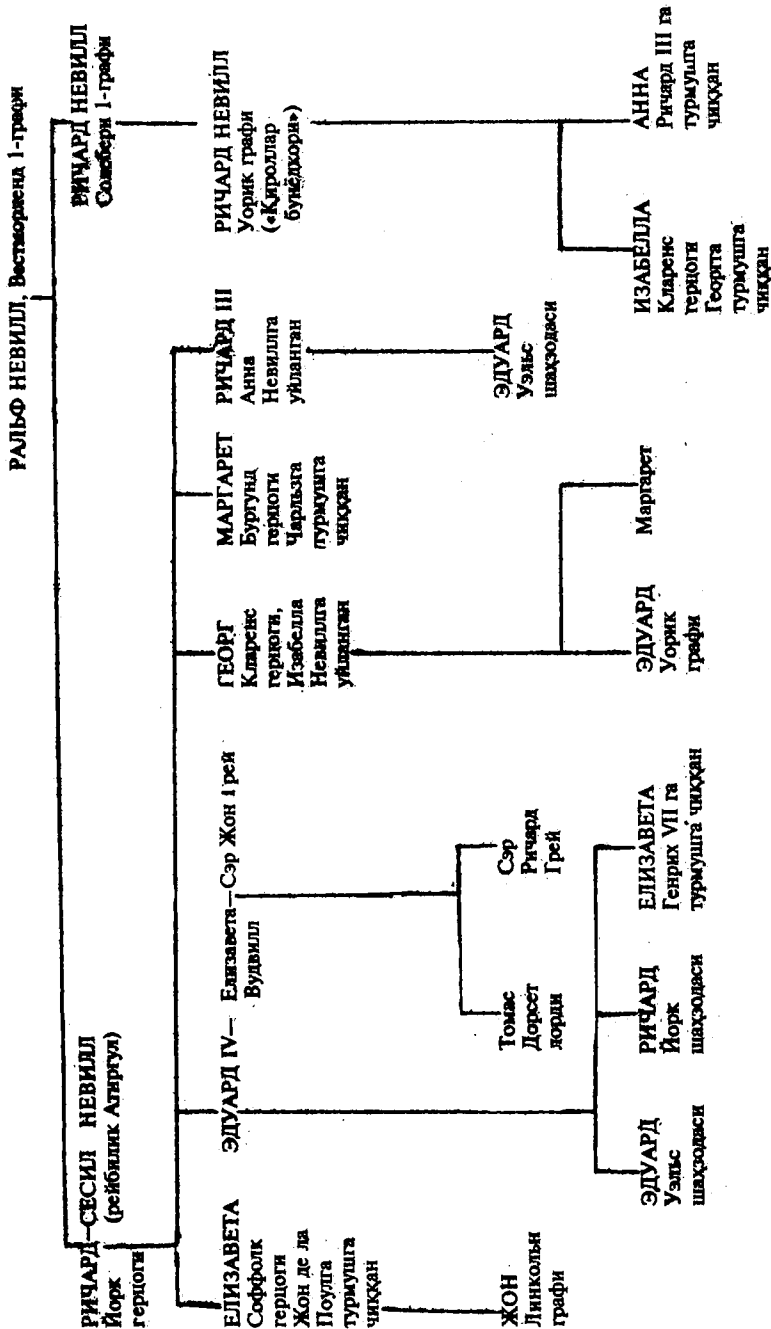 РАЛЬФ НЕВИЛЛ, Вестморленд 1-графи
РИЧАРД–СЕСИЛ НЕВИЛЛ
Йорк (рейбилик Атиргул)
герцоги
РИЧАРД НЕВИЛЛ
Солсбери 1-графи
ЕЛИЗАВЕТА
Соффолк
герцоги
Жон де ла
Поулга
турмушга
чиққан
ЭДУАРД IV— Елизавета—Сэр Жон Грей
Вудвилл
ГЕОРГ
Кларенс
герцоги,
Изабелла
Невиллга
уйланган
МАРГАРЕТ
Бургунд
герцоги
Чарльзга
турмушга
чиққан
РИЧАРД III
Анна
Невиллга
уйланган
РИЧАРД НЕВИЛЛ
Уорик графи
(«Қироллар
бунёдкори»)
ЖОН
Линкольн
графи
Томас
Дорсет
лорди
Сэр
Ричард
Грей
ЭДУАРД
Уэльс
шаҳзодаси
ЭДУАРД
Уэльс
шаҳзодаси
РИЧАРД
Йорк
шаҳзодаси
ЕЛИЗАВЕТА
Генрих VII га
турмушга чиққан
ЭДУАРД
Уорик
графи
Маргарет
ИЗАБЕЛЛА
Кларенс
герцоги
Георгга
турмушга
чиққан
АННА
Ричард III га
турмушга
чиққан